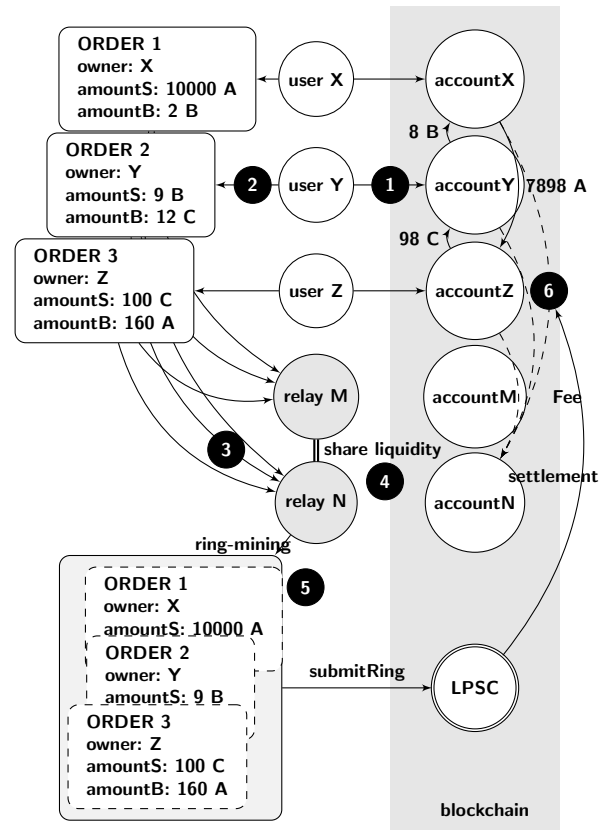 ORDER 1
owner: X
amountS: 10000 A
amountB: 2 B
user X
accountX
8 B
ORDER 2
owner: Y
amountS: 9 B
amountB: 12 C
2
user Y
1
accountY
7898 A
98 C
ORDER 3
owner: Z
amountS: 100 C
amountB: 160 A
user Z
accountZ
6
relay M
accountM
Fee
3
share liquidity
4
relay N
accountN
settlement
ring-mining
5
ORDER 1
owner: X
amountS: 10000 A
ORDER 2
owner: Y
amountS: 9 B
ORDER 3
owner: Z
amountS: 100 C
amountB: 160 A
submitRing
LPSC
blockchain